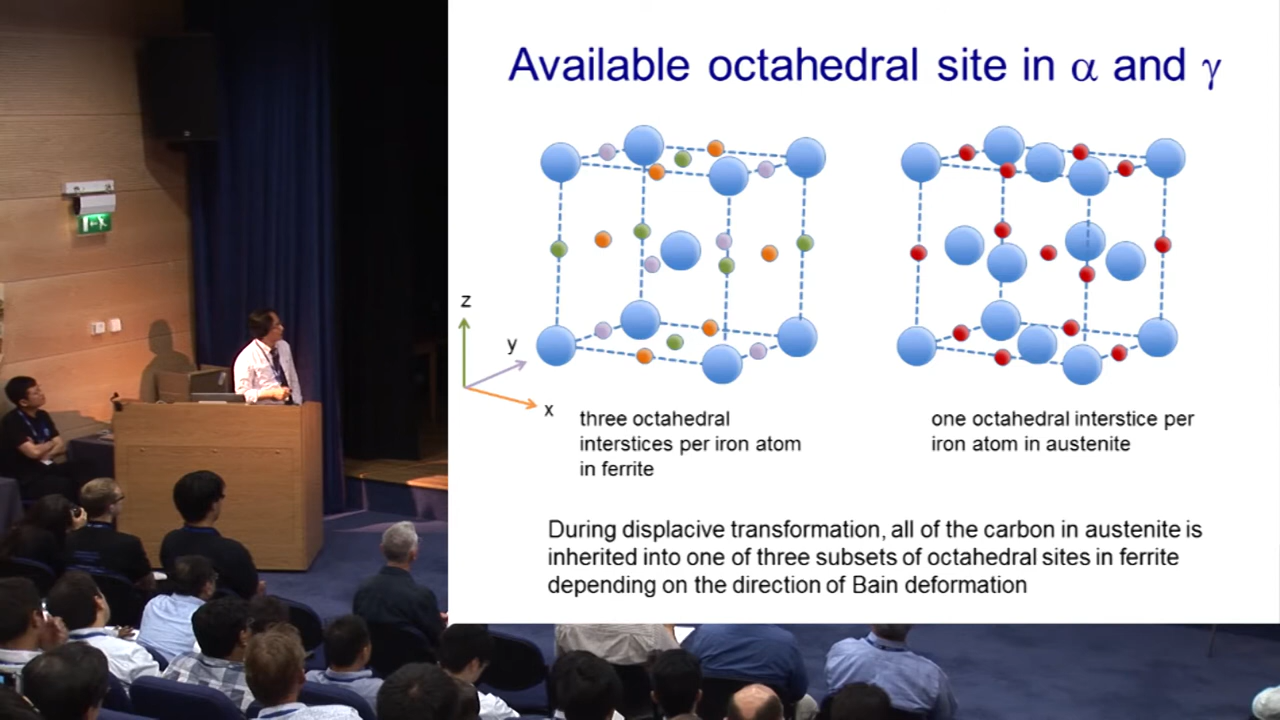 Available octahedral site in α and γ
z
y
x
three octahedral
interstices per iron atom
in ferrite
one octahedral interstice per
iron atom in austenite
During displacive transformation, all of the carbon in austenite is
inherited into one of three subsets of octahedral sites in ferrite
depending on the direction of Bain deformation